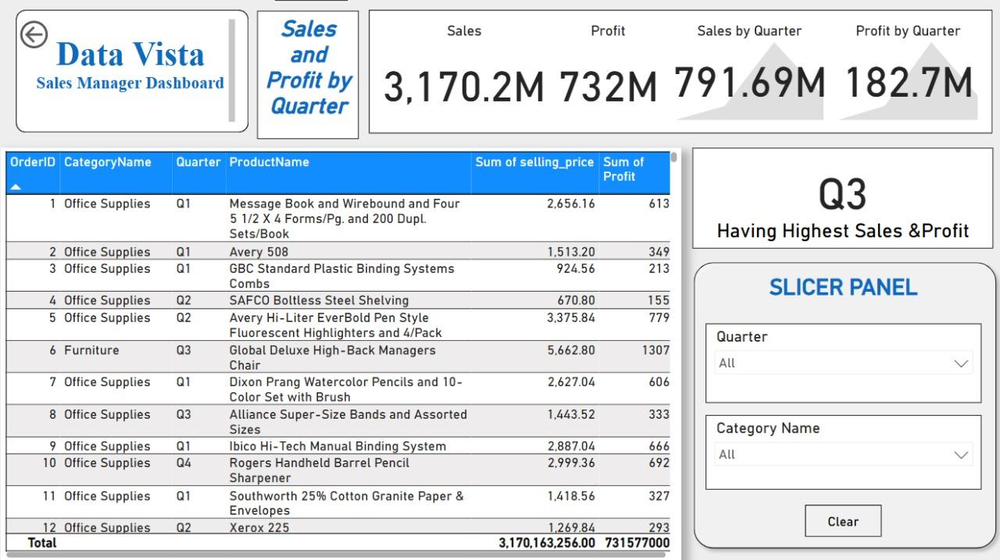 Data Vista
Sales Manager Dashboard
Sales
and
Profit by
Quarter
Sales Profit Sales by Quarter Profit by Quarter
3,170.2M 732M 791.69M 182.7M
OrderID CategoryName Quarter ProductName Sum of selling_price Sum of
Profit
1 Office Supplies Q1 Message Book and Wirebound and Four 2,656.16 613
5 1/2 X 4 Forms/Pg. and 200 Dupl.
Sets/Book
2 Office Supplies Q1 Avery 508 1,513.20 349
3 Office Supplies Q1 GBC Standard Plastic Binding Systems 924.56 213
Combs
4 Office Supplies Q2 SAFCO Boltless Steel Shelving 670.80 155
5 Office Supplies Q2 Avery Hi-Liter EverBold Pen Style 3,375.84 779
Fluorescent Highlighters and 4/Pack
6 Furniture Q3 Global Deluxe High-Back Managers 5,662.80 1307
Chair
7 Office Supplies Q1 Dixon Prang Watercolor Pencils and 10- 2,627.04 606
Color Set with Brush
8 Office Supplies Q3 Alliance Super-Size Bands and Assorted 1,443.52 333
Sizes
9 Office Supplies Q1 Ibico Hi-Tech Manual Binding System 2,887.04 666
10 Office Supplies Q4 Rogers Handheld Barrel Pencil 2,999.36 692
Sharpener
11 Office Supplies Q1 Southworth 25% Cotton Granite Paper & 1,418.56 327
Envelopes
12 Office Supplies Q2 Xerox 225 1,269.84 293
Total 3,170,163,256.00 731577000
Q3
Having Highest Sales &Profit
SLICER PANEL
Quarter
All
Category Name
All
Clear